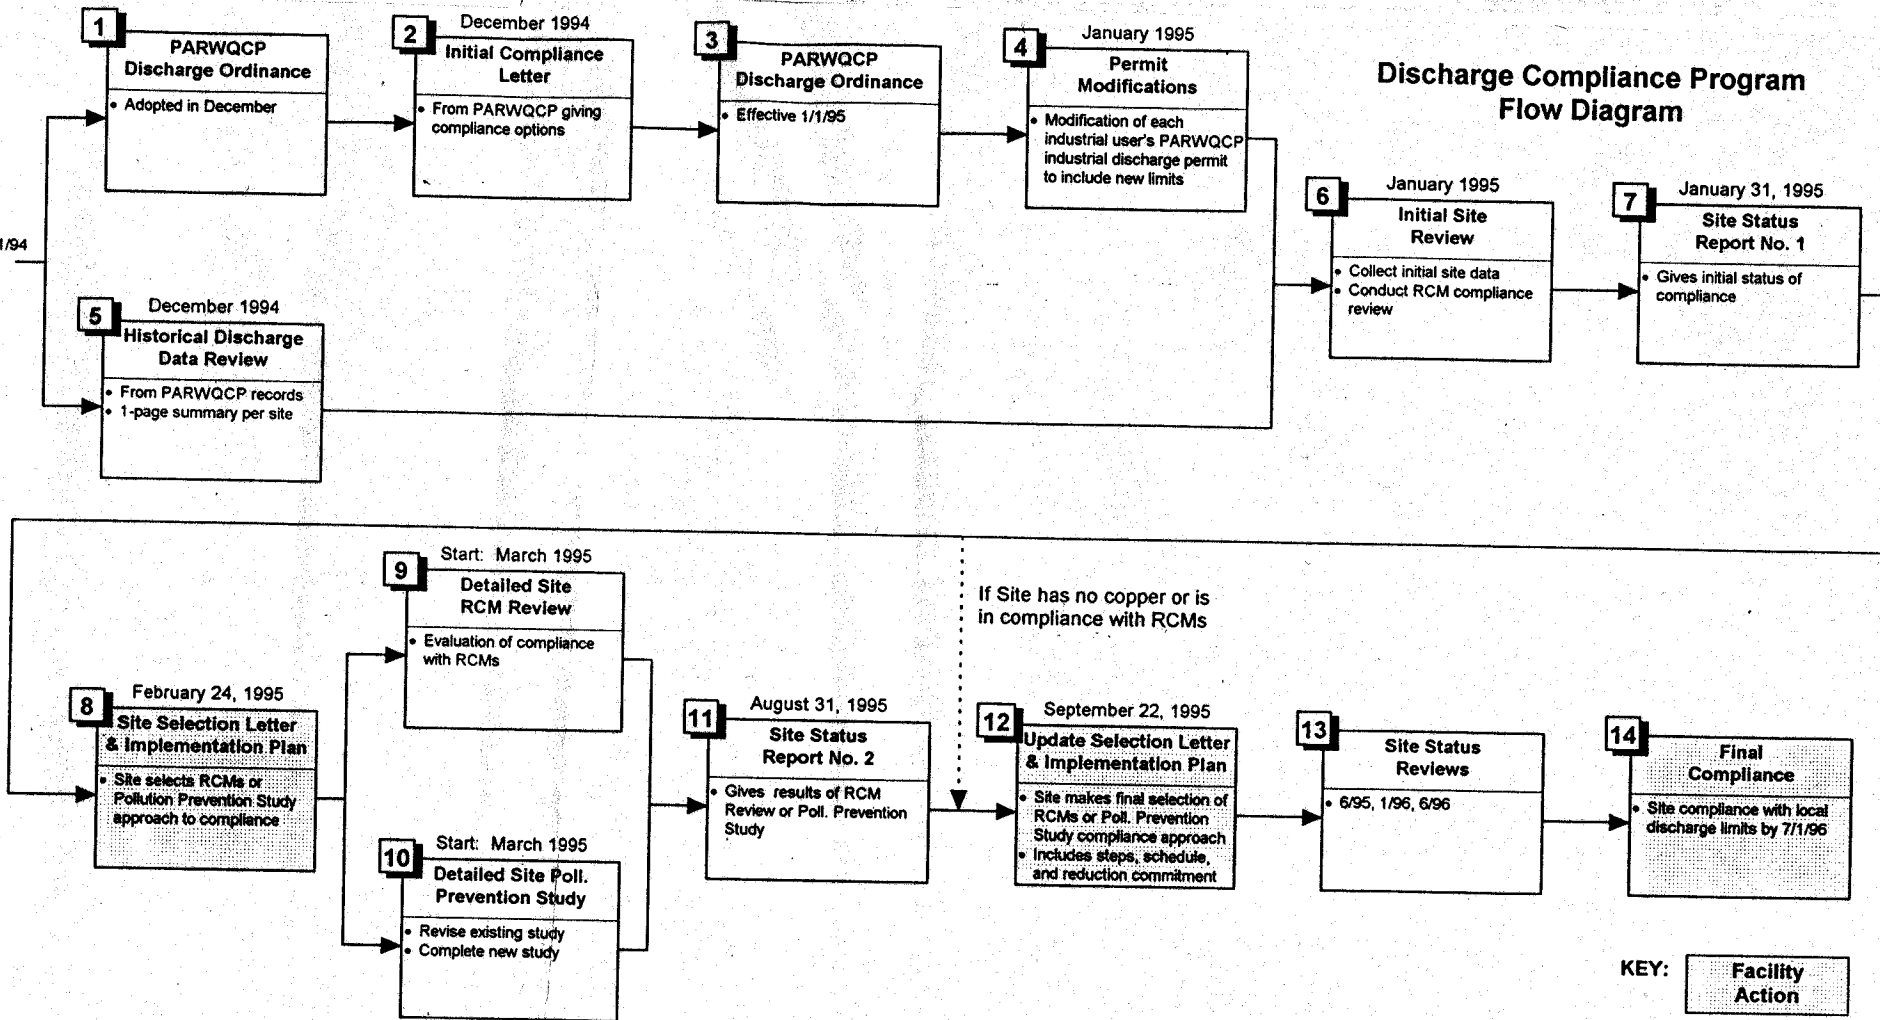 Discharge Compliance Program
Flow Diagram
1/94
1
PARWQCP
Discharge Ordinance
• Adopted in December
December 1994
2
Initial Compliance
Letter
• From PARWQCP giving
compliance options
3
PARWQCP
Discharge Ordinance
• Effective 1/1/95
January 1995
4
Permit
Modifications
• Modification of each
industrial user's PARWQCP
industrial discharge permit
to include new limits
December 1994
5
Historical Discharge
Data Review
• From PARWQCP records
• 1-page summary per site
January 1995
6
Initial Site
Review
• Collect initial site data
• Conduct RCM compliance
review
January 31, 1995
7
Site Status
Report No. 1
• Gives initial status of
compliance
February 24, 1995
8
Site Selection Letter
& Implementation Plan
• Site selects RCMs or
Pollution Prevention Study
approach to compliance
Start: March 1995
9
Detailed Site
RCM Review
• Evaluation of compliance
with RCMs
Start: March 1995
10
Detailed Site Poll.
Prevention Study
• Revise existing study
• Complete new study
August 31, 1995
11
Site Status
Report No. 2
• Gives results of RCM
Review or Poll. Prevention
Study
If Site has no copper or is
in compliance with RCMs
September 22, 1995
12
Update Selection Letter
& Implementation Plan
• Site makes final selection of
RCMs or Poll. Prevention
Study compliance approach
• Includes steps, schedule,
and reduction commitment
13
Site Status
Reviews
• 6/95, 1/96, 6/96
14
Final
Compliance
• Site compliance with local
discharge limits by 7/1/96
KEY:
Facility
Action